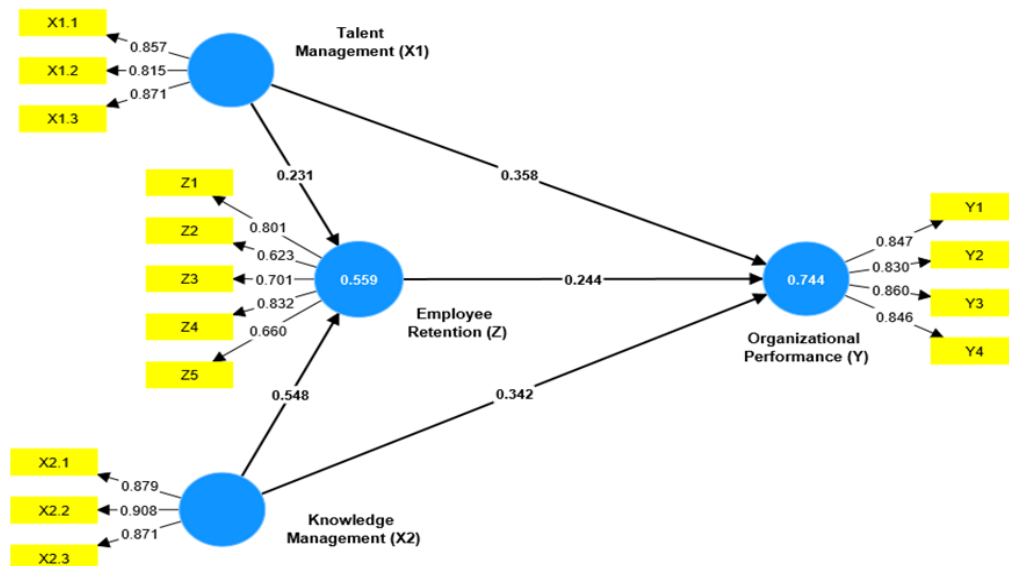 X1.1
0.857
Talent
Management (X1)
X1.2
0.815
0.871
X1.3
0.231
0.358
Z1
0.801
Z2
0.623
Z3
0.701
0.559
0.244
0.744
Z4
0.832
Employee
Retention (Z)
0.660
Z5
Y1
0.847
Y2
0.830
0.860
Y3
0.846
Organizational
Performance (Y)
Y4
0.548
0.342
X2.1
0.879
X2.2
0.908
0.871
Knowledge
Management (X2)
X2.3